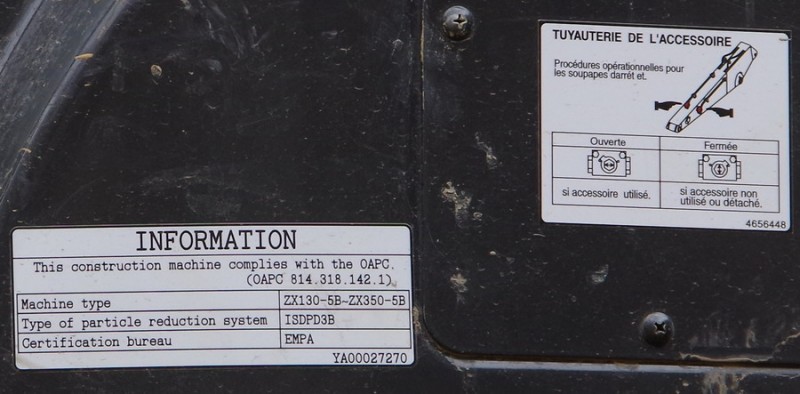 TUYAUTERIE DE L'ACCESSOIRE
Procédures opérationnelles pour
les soupapes darrêt et.
Ouverte Fermée
si accessoire utilisé. si accessoire non
utilisé ou détaché.
4656448
INFORMATION
This construction machine complies with the OAPC.
(OAPC 814.318.142.1)
Machine type ZX130-5B~ZX350-5B
Type of particle reduction system ISDPD3B
Certification bureau EMPA
YA00027270